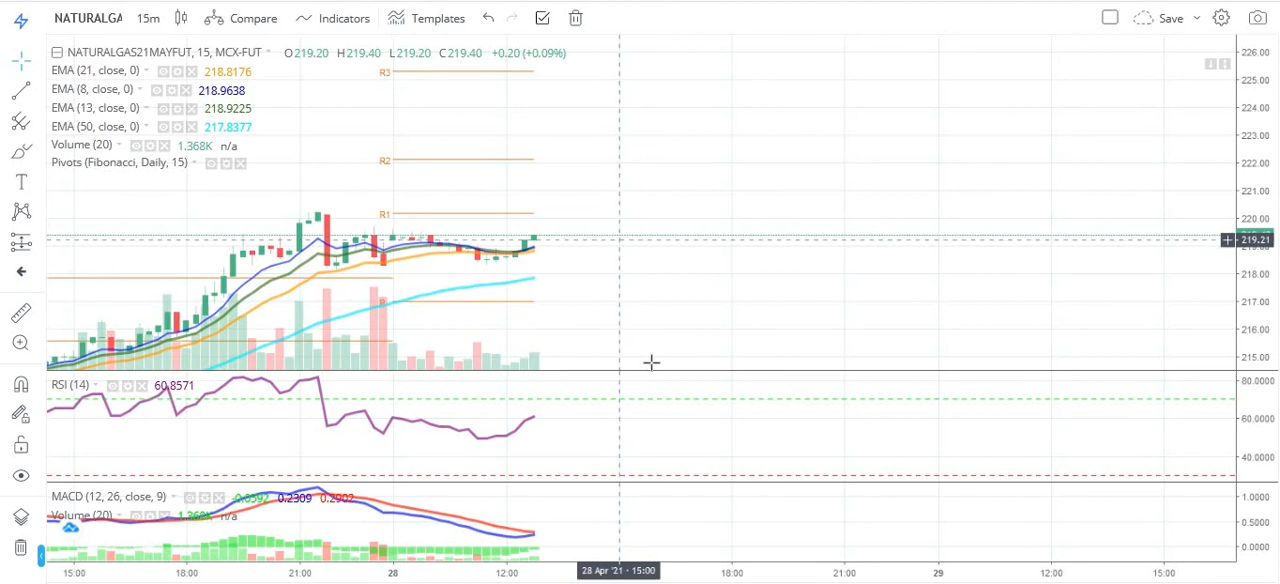 NATURALGA 15m Compare Indicators Templates Save
NATURALGAS21MAYFUT, 15, MCX-FUT O219.20 H219.40 L219.20 C219.40 +0.20 (+0.09%)
EMA (21, close, 0) 218.8176
EMA (8, close, 0) 218.9638
EMA (13, close, 0) 218.9225
EMA (50, close, 0) 217.8377
Volume (20) 1.368K n/a
Pivots (Fibonacci, Daily, 15)
R3
R2
R1
P
226.00
225.00
224.00
223.00
222.00
221.00
220.00
219.21
218.00
217.00
216.00
215.00
RSI (14) 60.8571
80.0000
60.0000
40.0000
MACD (12, 26, close, 9) -0.0592 0.2309 0.2902
Volume (20) 1.368K n/a
1.0000
0.5000
0.0000
15:00 18:00 21:00 28 12:00 28 Apr '21 - 15:00 18:00 21:00 29 12:00 15:00